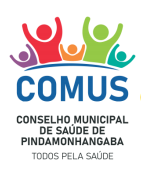 COMUS
CONSELHO MUNICIPAL
DE SAÚDE DE
PINDAMONHANGABA
TODOS PELA SAÚDE